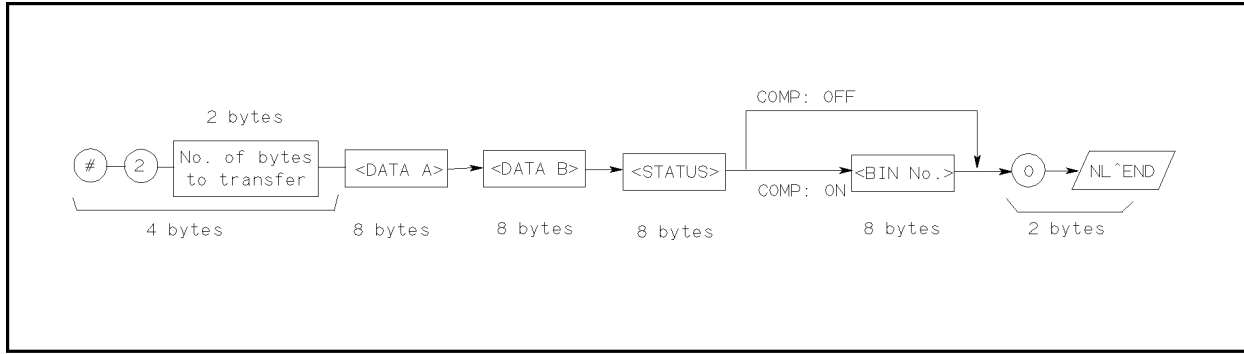 COMP: OFF
2 bytes
# 2 No. of bytes to transfer <DATA A> <DATA B> <STATUS> COMP: ON <BIN No.> 0 NL^END
4 bytes 8 bytes 8 bytes 8 bytes 8 bytes 2 bytes